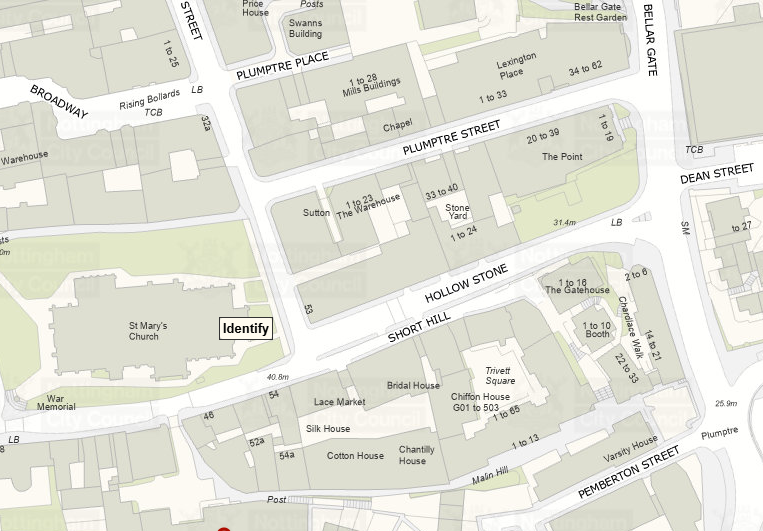 Price
House
Posts
Swanns
Building
STREET
1 to 25
PLUMPTRE PLACE
Bellar Gate
Rest Garden
BELLAR GATE
BROADWAY
Rising Bollards
LB
TCB
32a
1 to 28
Mills Buildings
Lexington
Place
34 to 62
1 to 33
Chapel
PLUMPTRE STREET
20 to 39
1 to 19
The Point
TCB
DEAN STREET
Warehouse
Sutton
1 to 23
The Warehouse
33 to 40
Stone
Yard
1 to 24
31.4m
LB
SM
to 27
HOLLOW STONE
53
SHORT HILL
1 to 16
The Gatehouse
2 to 6
1 to 10
Booth
Chardlace Walk
14 to 21
22 to 33
St Mary's
Church
Identify
40.8m
Trivett
Square
Bridal House
Chiffon House
G01 to 503
1 to 65
War
Memorial
LB
46
54
Lace Market
Silk House
52a
54a
Cotton House
Chantilly
House
1 to 13
Malin Hill
Varsity House
PEMBERTON STREET
25.9m
Plumptre
Post
Nottingham
City Council